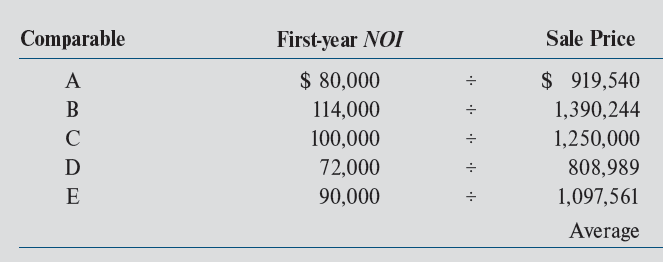 Comparable First-year NOI Sale Price
A $ 80,000 ÷ $ 919,540
B 114,000 ÷ 1,390,244
C 100,000 ÷ 1,250,000
D 72,000 ÷ 808,989
E 90,000 ÷ 1,097,561
Average